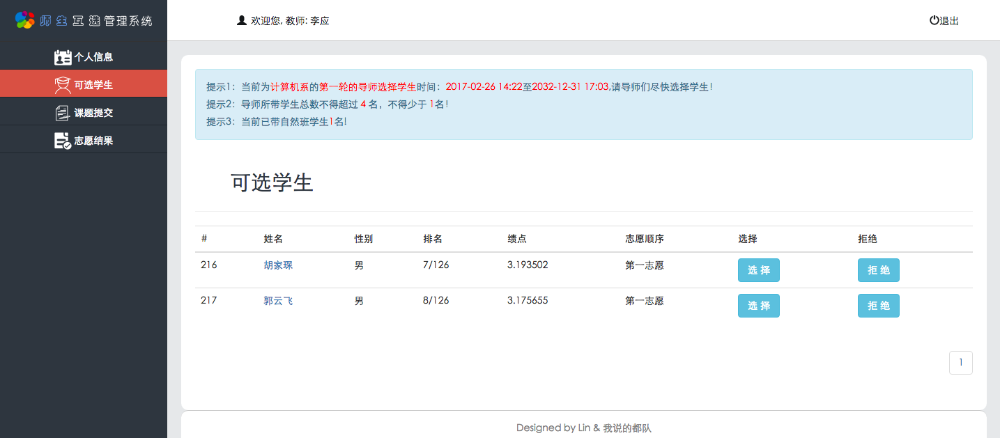 师生互选管理系统
欢迎您, 教师: 李应
退出
个人信息
可选学生
课题提交
志愿结果
提示1：当前为计算机系的第一轮的导师选择学生时间：2017-02-26 14:22至2032-12-31 17:03,请导师们尽快选择学生！
提示2：导师所带学生总数不得超过 4 名，不得少于 1名！
提示3：当前已带自然班学生1名!
可选学生
# 姓名 性别 排名 绩点 志愿顺序 选择 拒绝
216 胡家琛 男 7/126 3.193502 第一志愿 选 择 拒 绝
217 郭云飞 男 8/126 3.175655 第一志愿 选 择 拒 绝
1
Designed by Lin & 我说的都队